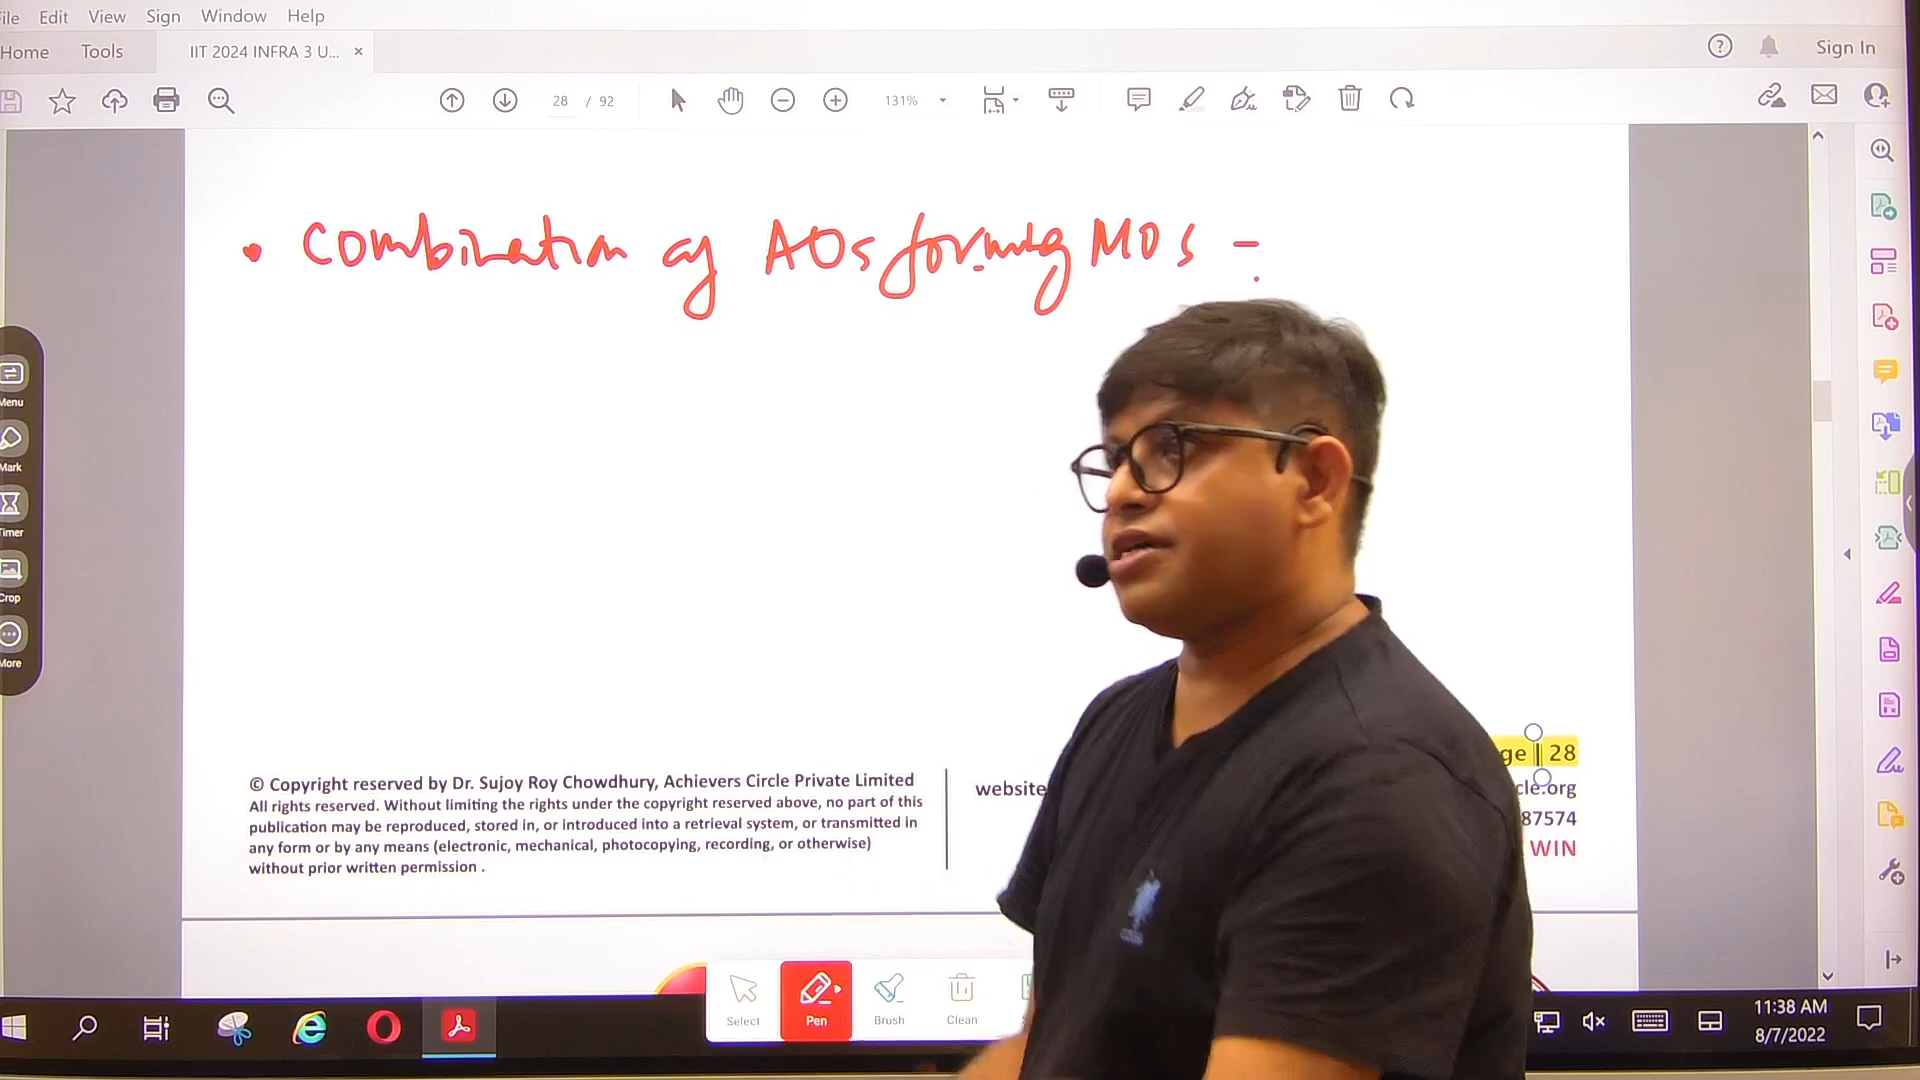 File Edit View Sign Window Help
Home Tools IIT 2024 INFRA 3 U... × Sign In
28 / 92 131%
• Combination of AOs forming MOs -
Menu
Mark
Timer
Crop
More
ge | 28
© Copyright reserved by Dr. Sujoy Roy Chowdhury, Achievers Circle Private Limited
All rights reserved. Without limiting the rights under the copyright reserved above, no part of this
publication may be reproduced, stored in, or introduced into a retrieval system, or transmitted in
any form or by any means (electronic, mechanical, photocopying, recording, or otherwise)
without prior written permission .
website cle.org
87574
WIN
Select Pen Brush Clean
11:38 AM
8/7/2022